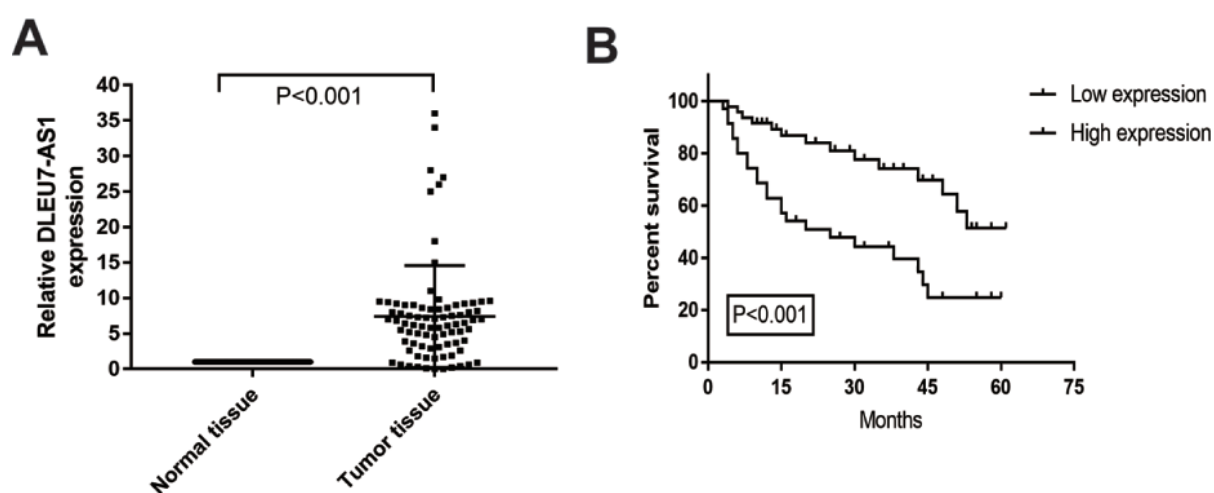 A
Relative DLEU7-AS1
expression
40
35
30
25
20
15
10
5
0
P<0.001
Normal tissue
Tumor tissue
B
Percent survival
100
80
60
40
20
0
P<0.001
0 15 30 45 60 75
Months
Low expression
High expression